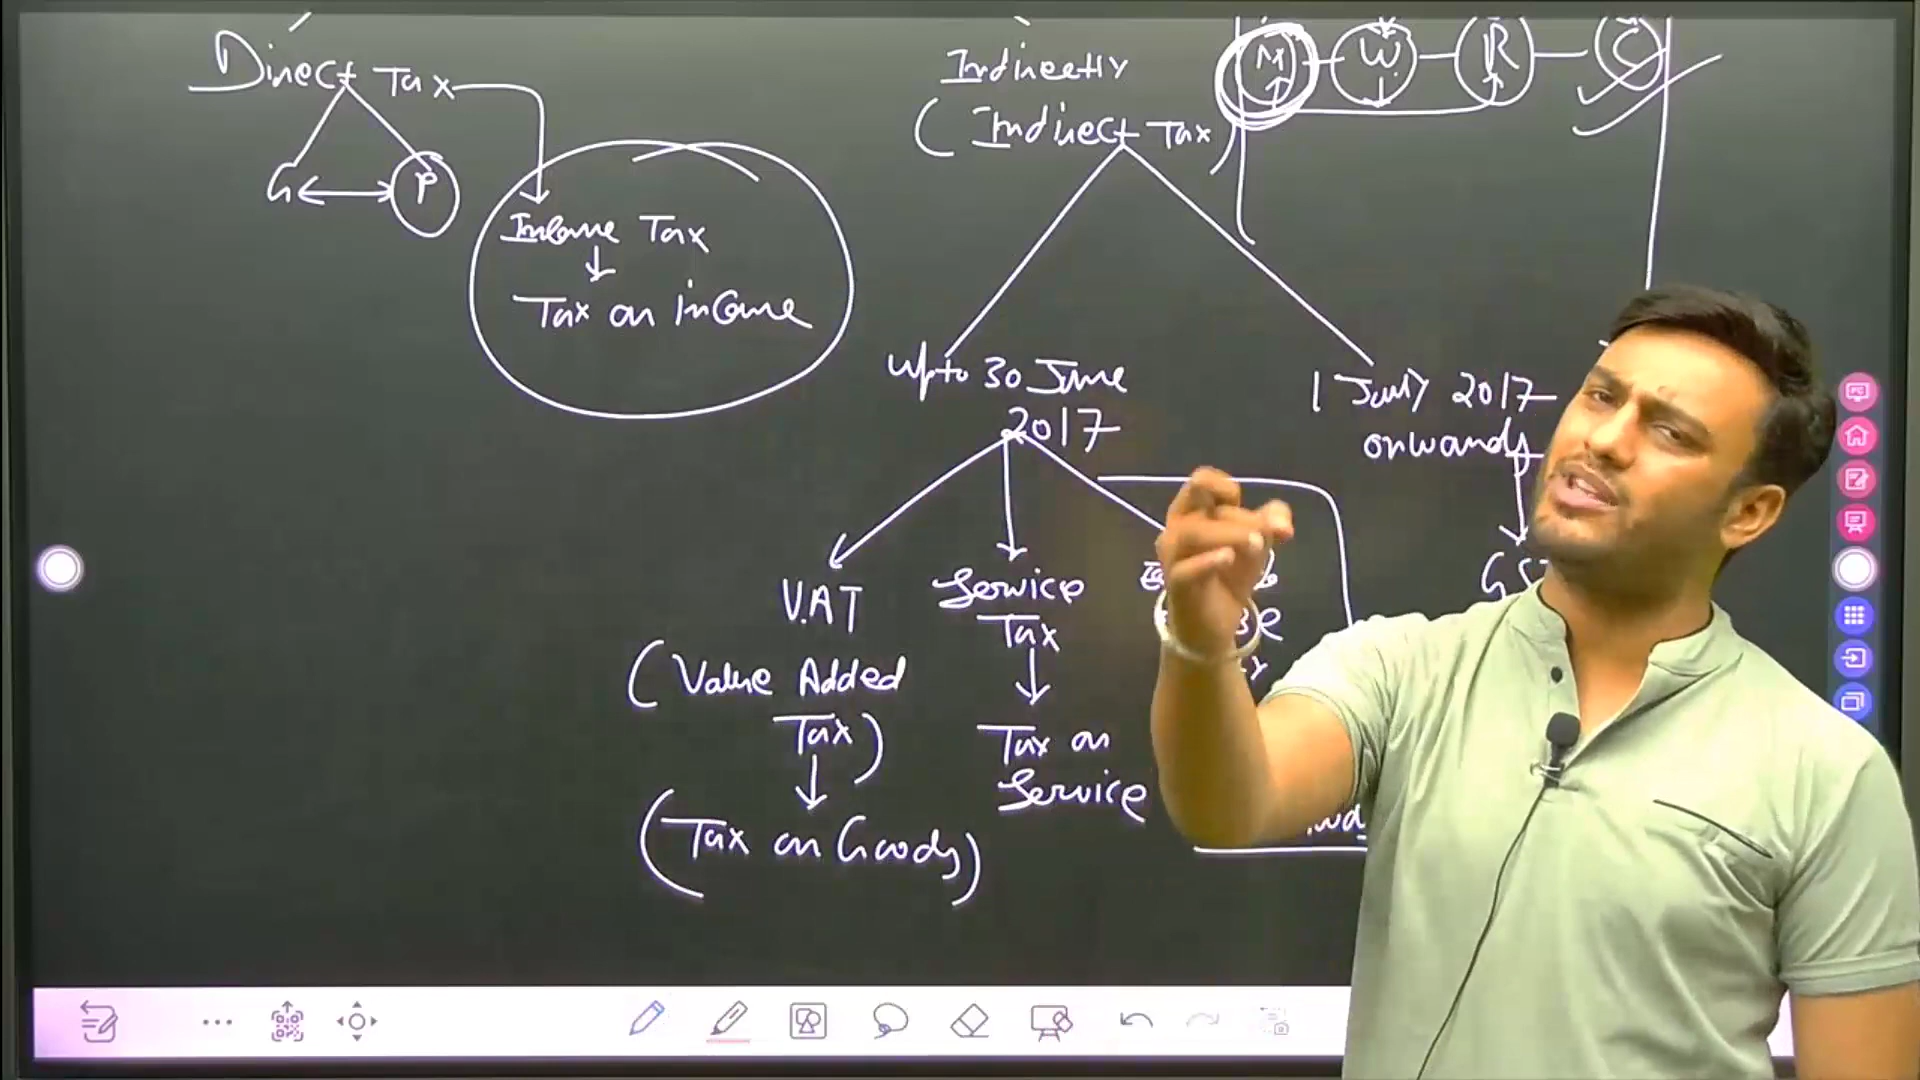 Direct Tax
G
P
Income Tax
Tax on income
Indirectly
(Indirect Tax)
M
W
R
C
upto 30 June
2017
1 July 2017
onwards
V.A.T
(Value Added
Tax)
(Tax on Goods)
Service
Tax
Tax on
Service